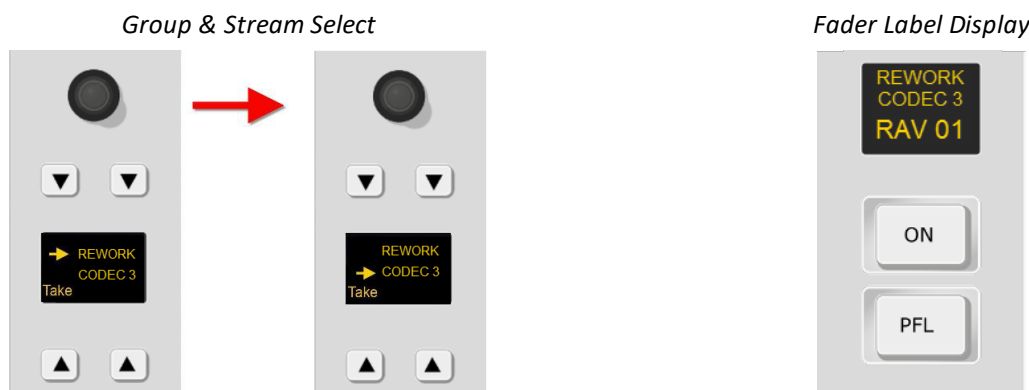 Group & Stream Select
Fader Label Display
REWORK
CODEC 3
Take
REWORK
CODEC 3
Take
REWORK
CODEC 3
RAV 01
ON
PFL